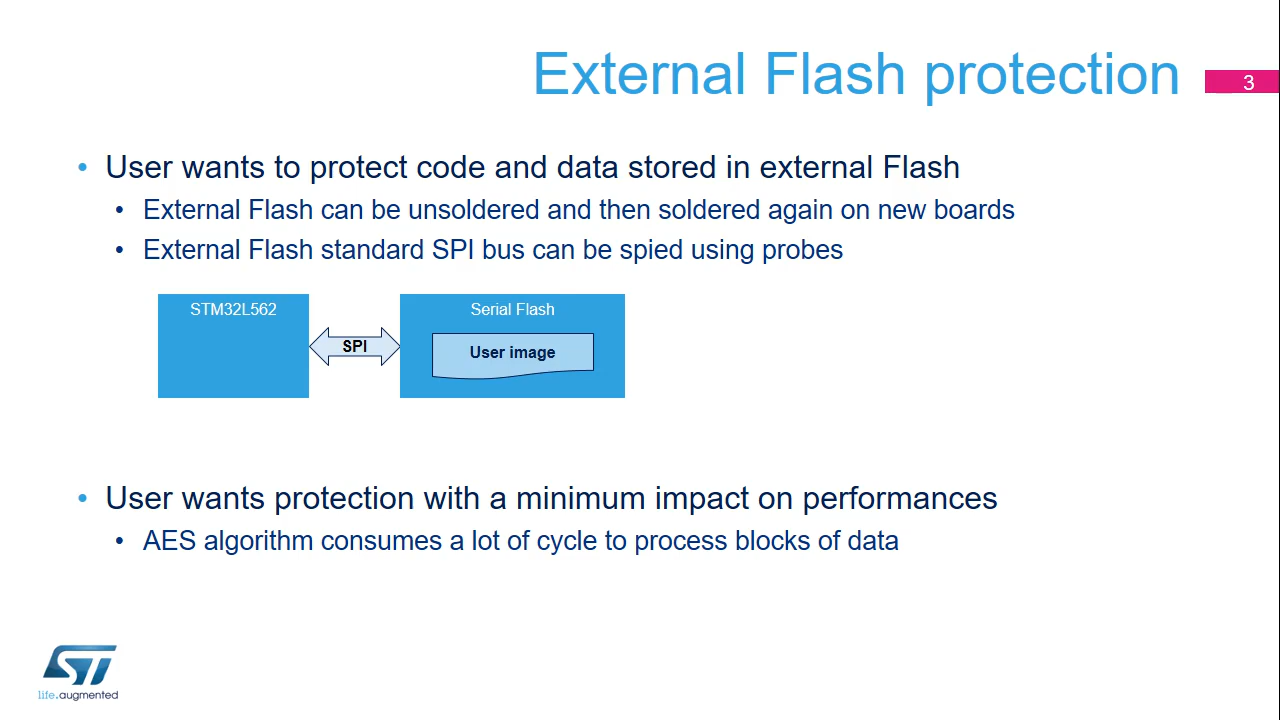 External Flash protection
3
• User wants to protect code and data stored in external Flash
• External Flash can be unsoldered and then soldered again on new boards
• External Flash standard SPI bus can be spied using probes
STM32L562
SPI
Serial Flash
User image
• User wants protection with a minimum impact on performances
• AES algorithm consumes a lot of cycle to process blocks of data
ST
life.augmented